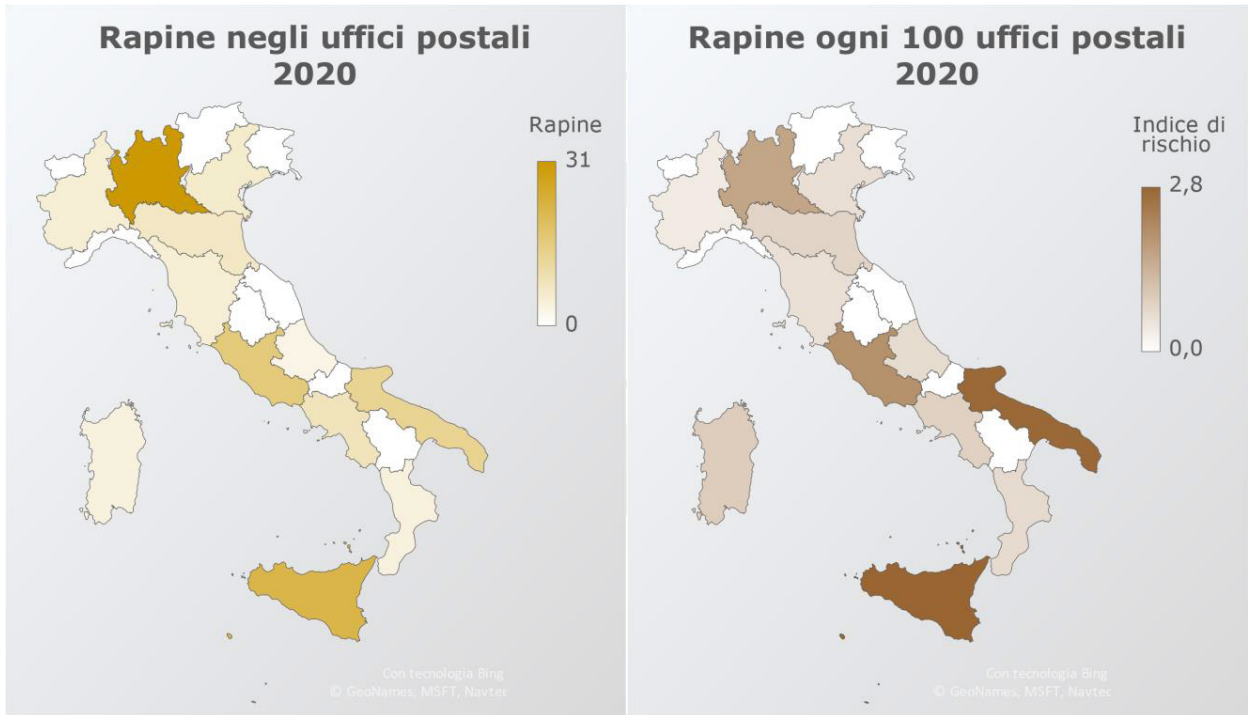 Rapine negli uffici postali
2020
Rapine
31
0
Con tecnologia Bing
© GeoNames, MSFT, Navteq
Rapine ogni 100 uffici postali
2020
Indice di
rischio
2,8
0,0
Con tecnologia Bing
© GeoNames, MSFT, Navteq